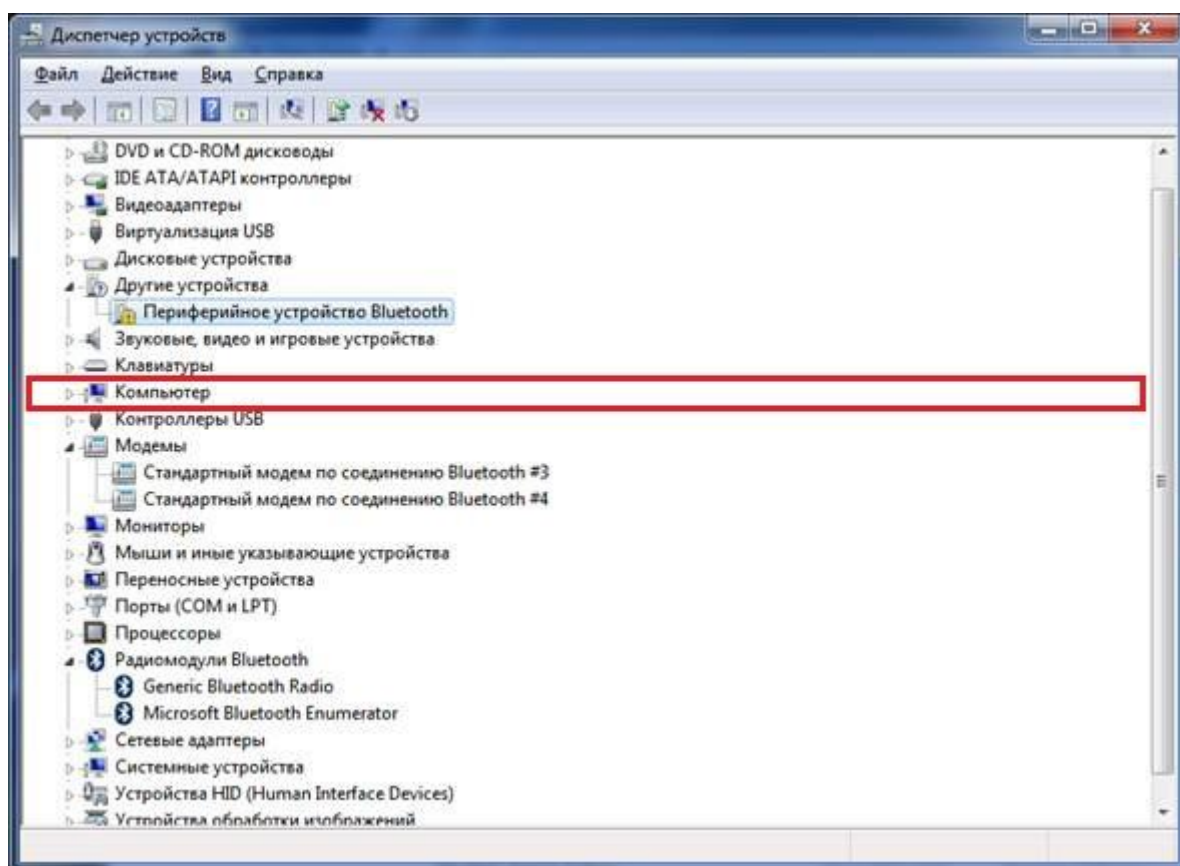 Диспетчер устройств
Файл Действие Вид Справка
DVD и CD-ROM дисководы
IDE ATA/ATAPI контроллеры
Видеоадаптеры
Виртуализация USB
Дисковые устройства
Другие устройства
Периферийное устройство Bluetooth
Звуковые, видео и игровые устройства
Клавиатуры
Компьютер
Контроллеры USB
Модемы
Стандартный модем по соединению Bluetooth #3
Стандартный модем по соединению Bluetooth #4
Мониторы
Мыши и иные указывающие устройства
Переносные устройства
Порты (COM и LPT)
Процессоры
Радиомодули Bluetooth
Generic Bluetooth Radio
Microsoft Bluetooth Enumerator
Сетевые адаптеры
Системные устройства
Устройства HID (Human Interface Devices)
Устройства обработки изображений